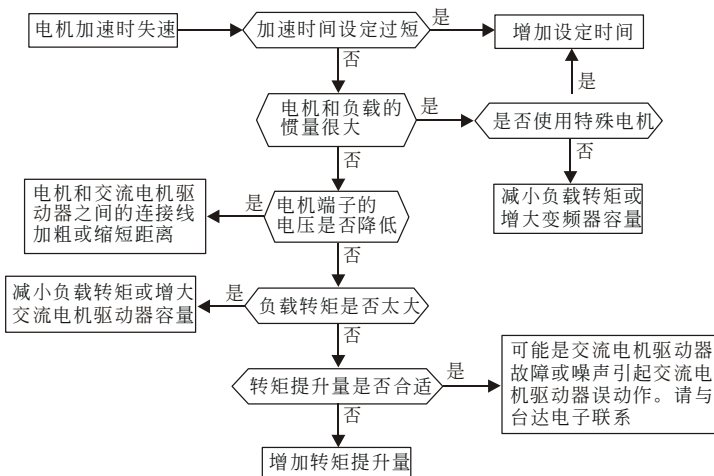 电机加速时失速
加速时间设定过短
是
增加设定时间
否
是
电机和负载的
惯量很大
是
是否使用特殊电机
否
否
电机和交流电机驱
动器之间的连接线
加粗或缩短距离
是
电机端子的
电压是否降低
减小负载转矩或
增大变频器容量
否
减小负载转矩或增大
交流电机驱动器容量
是
负载转矩是否太大
否
转矩提升量是否合适
是
可能是交流电机驱动器
故障或噪声引起交流电
机驱动器误动作。请与
台达电子联系
否
增加转矩提升量